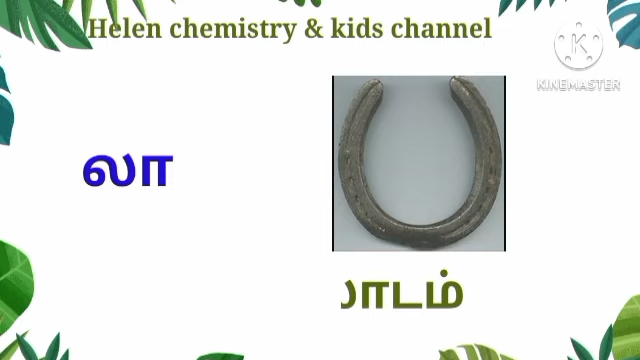 Helen chemistry & kids channel
KINEMASTER
லா
ாடம்